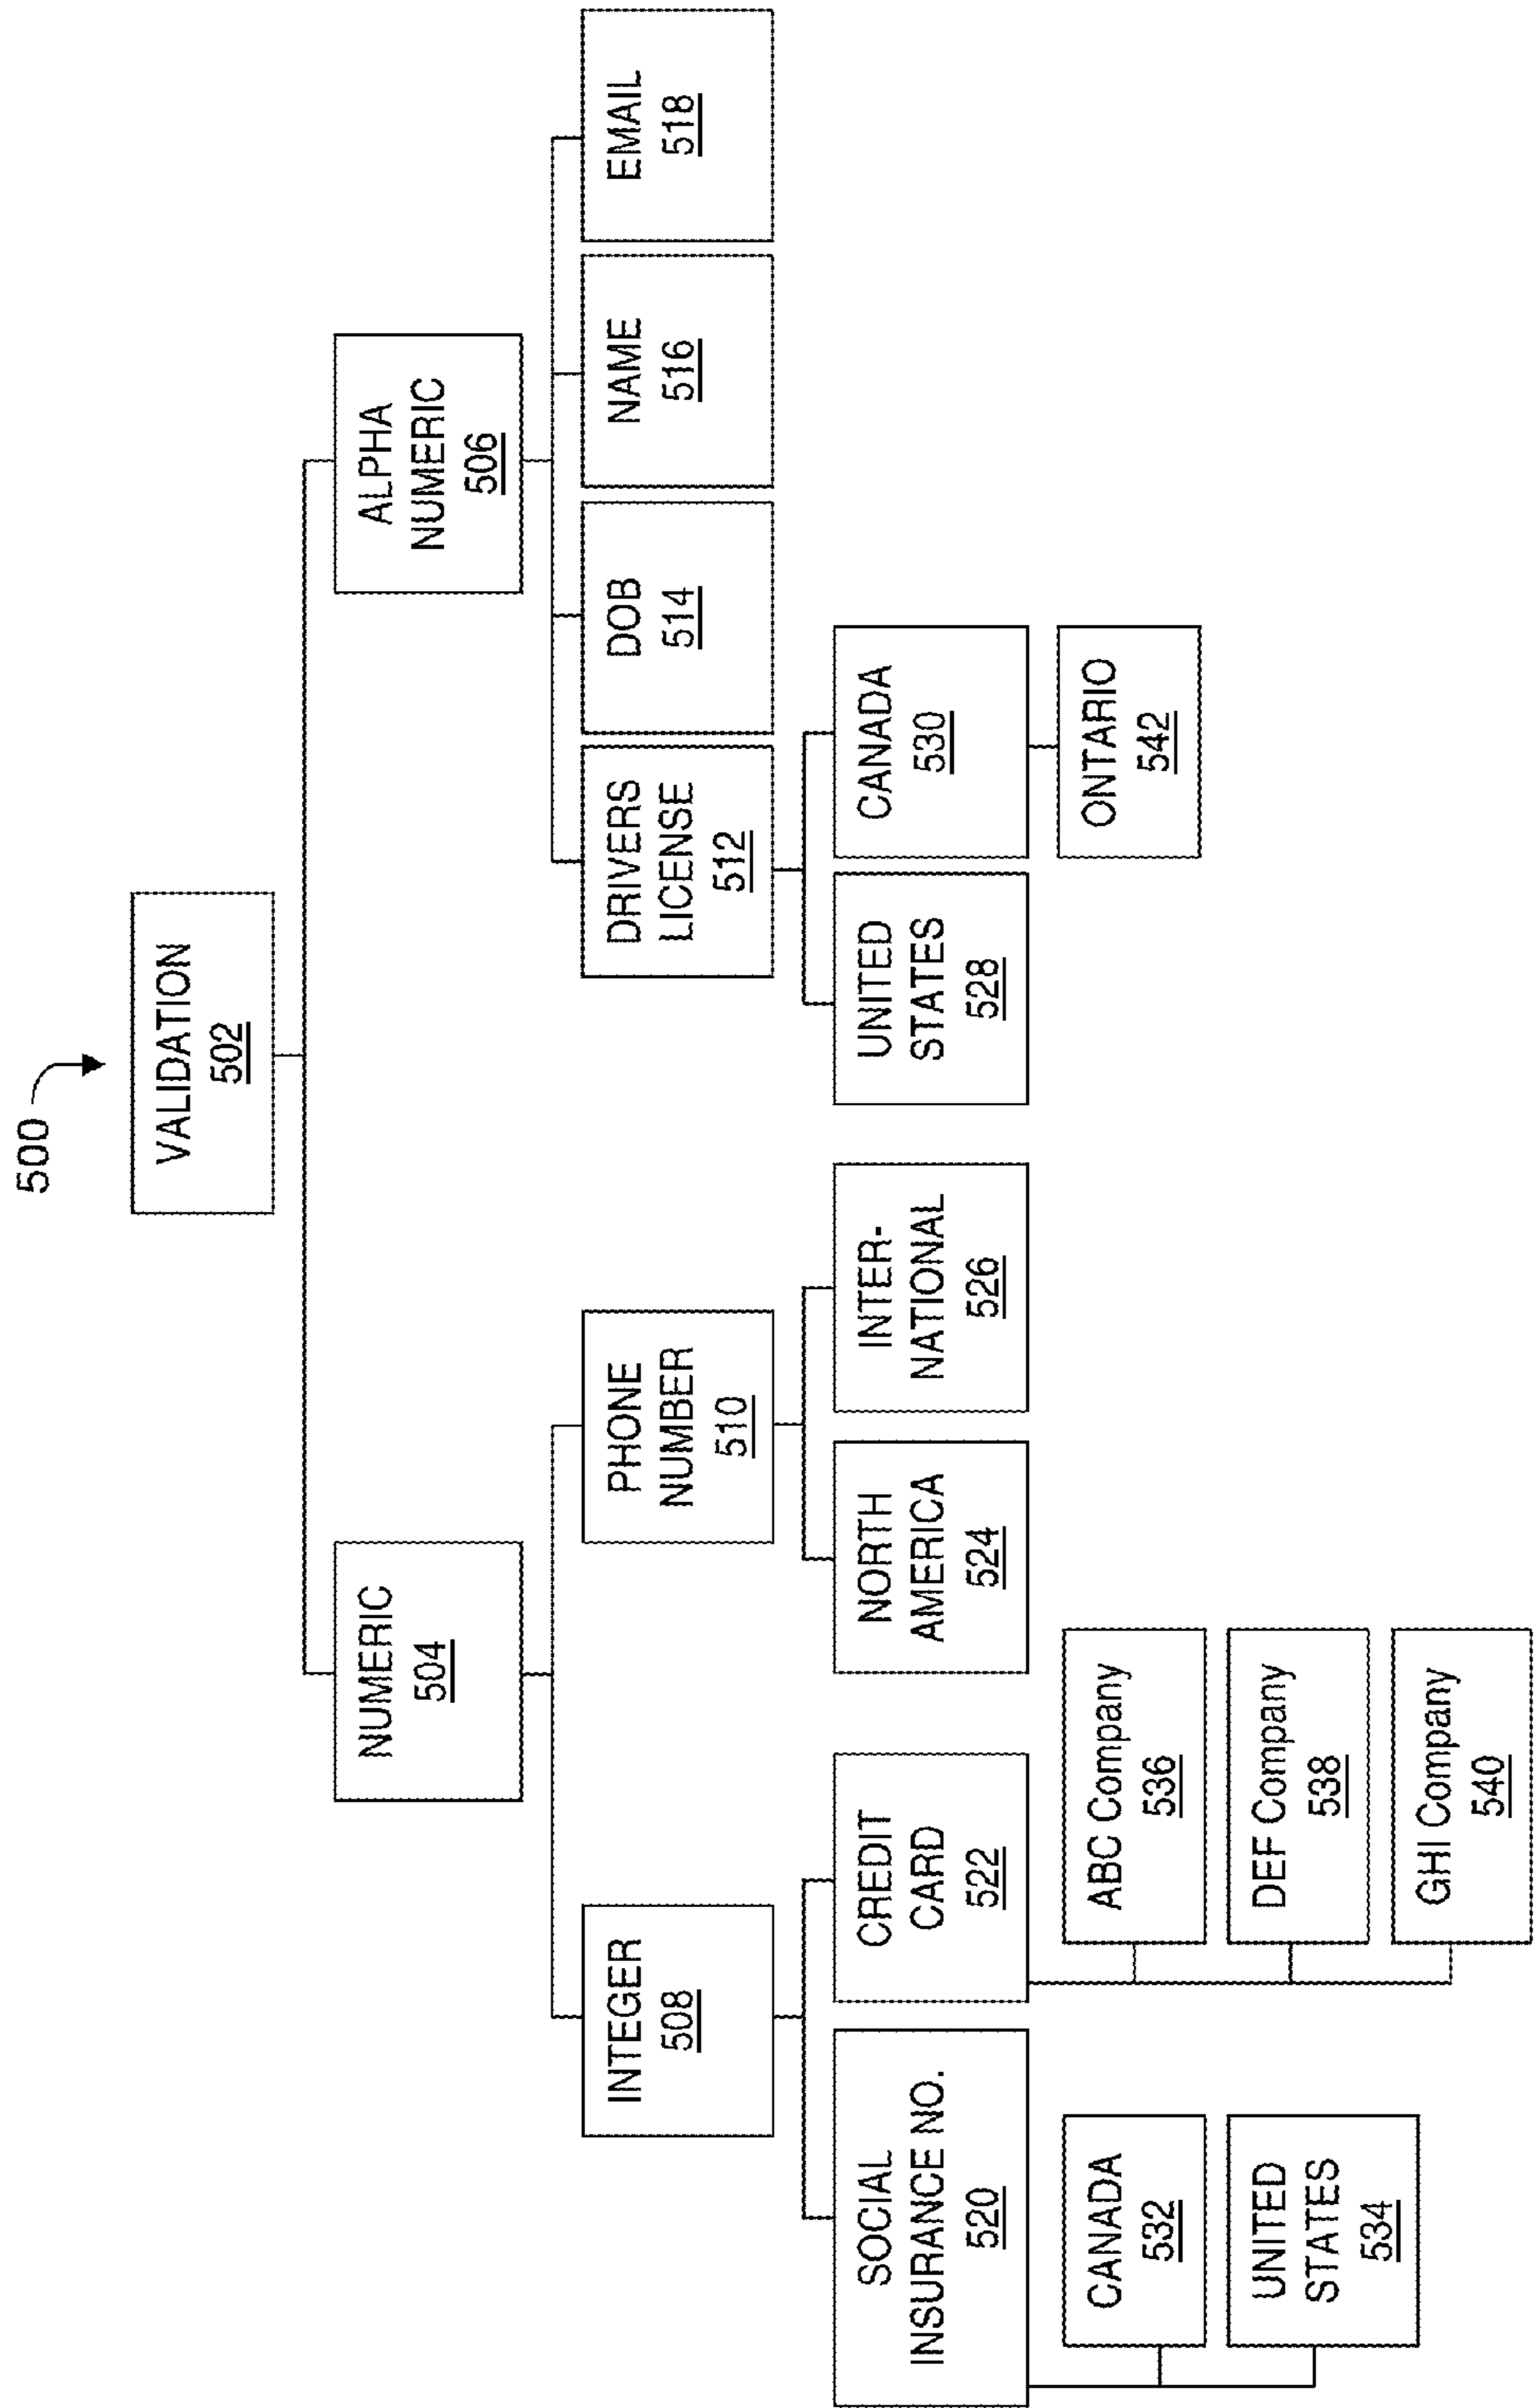 500
VALIDATION
502
NUMERIC
504
ALPHA
NUMERIC
506
INTEGER
508
PHONE
NUMBER
510
DRIVERS
LICENSE
512
DOB
514
NAME
516
EMAIL
518
SOCIAL
INSURANCE NO.
520
CREDIT
CARD
522
NORTH
AMERICA
524
INTER-
NATIONAL
526
UNITED
STATES
528
CANADA
530
CANADA
532
UNITED
STATES
534
ABC Company
536
DEF Company
538
GHI Company
540
ONTARIO
542